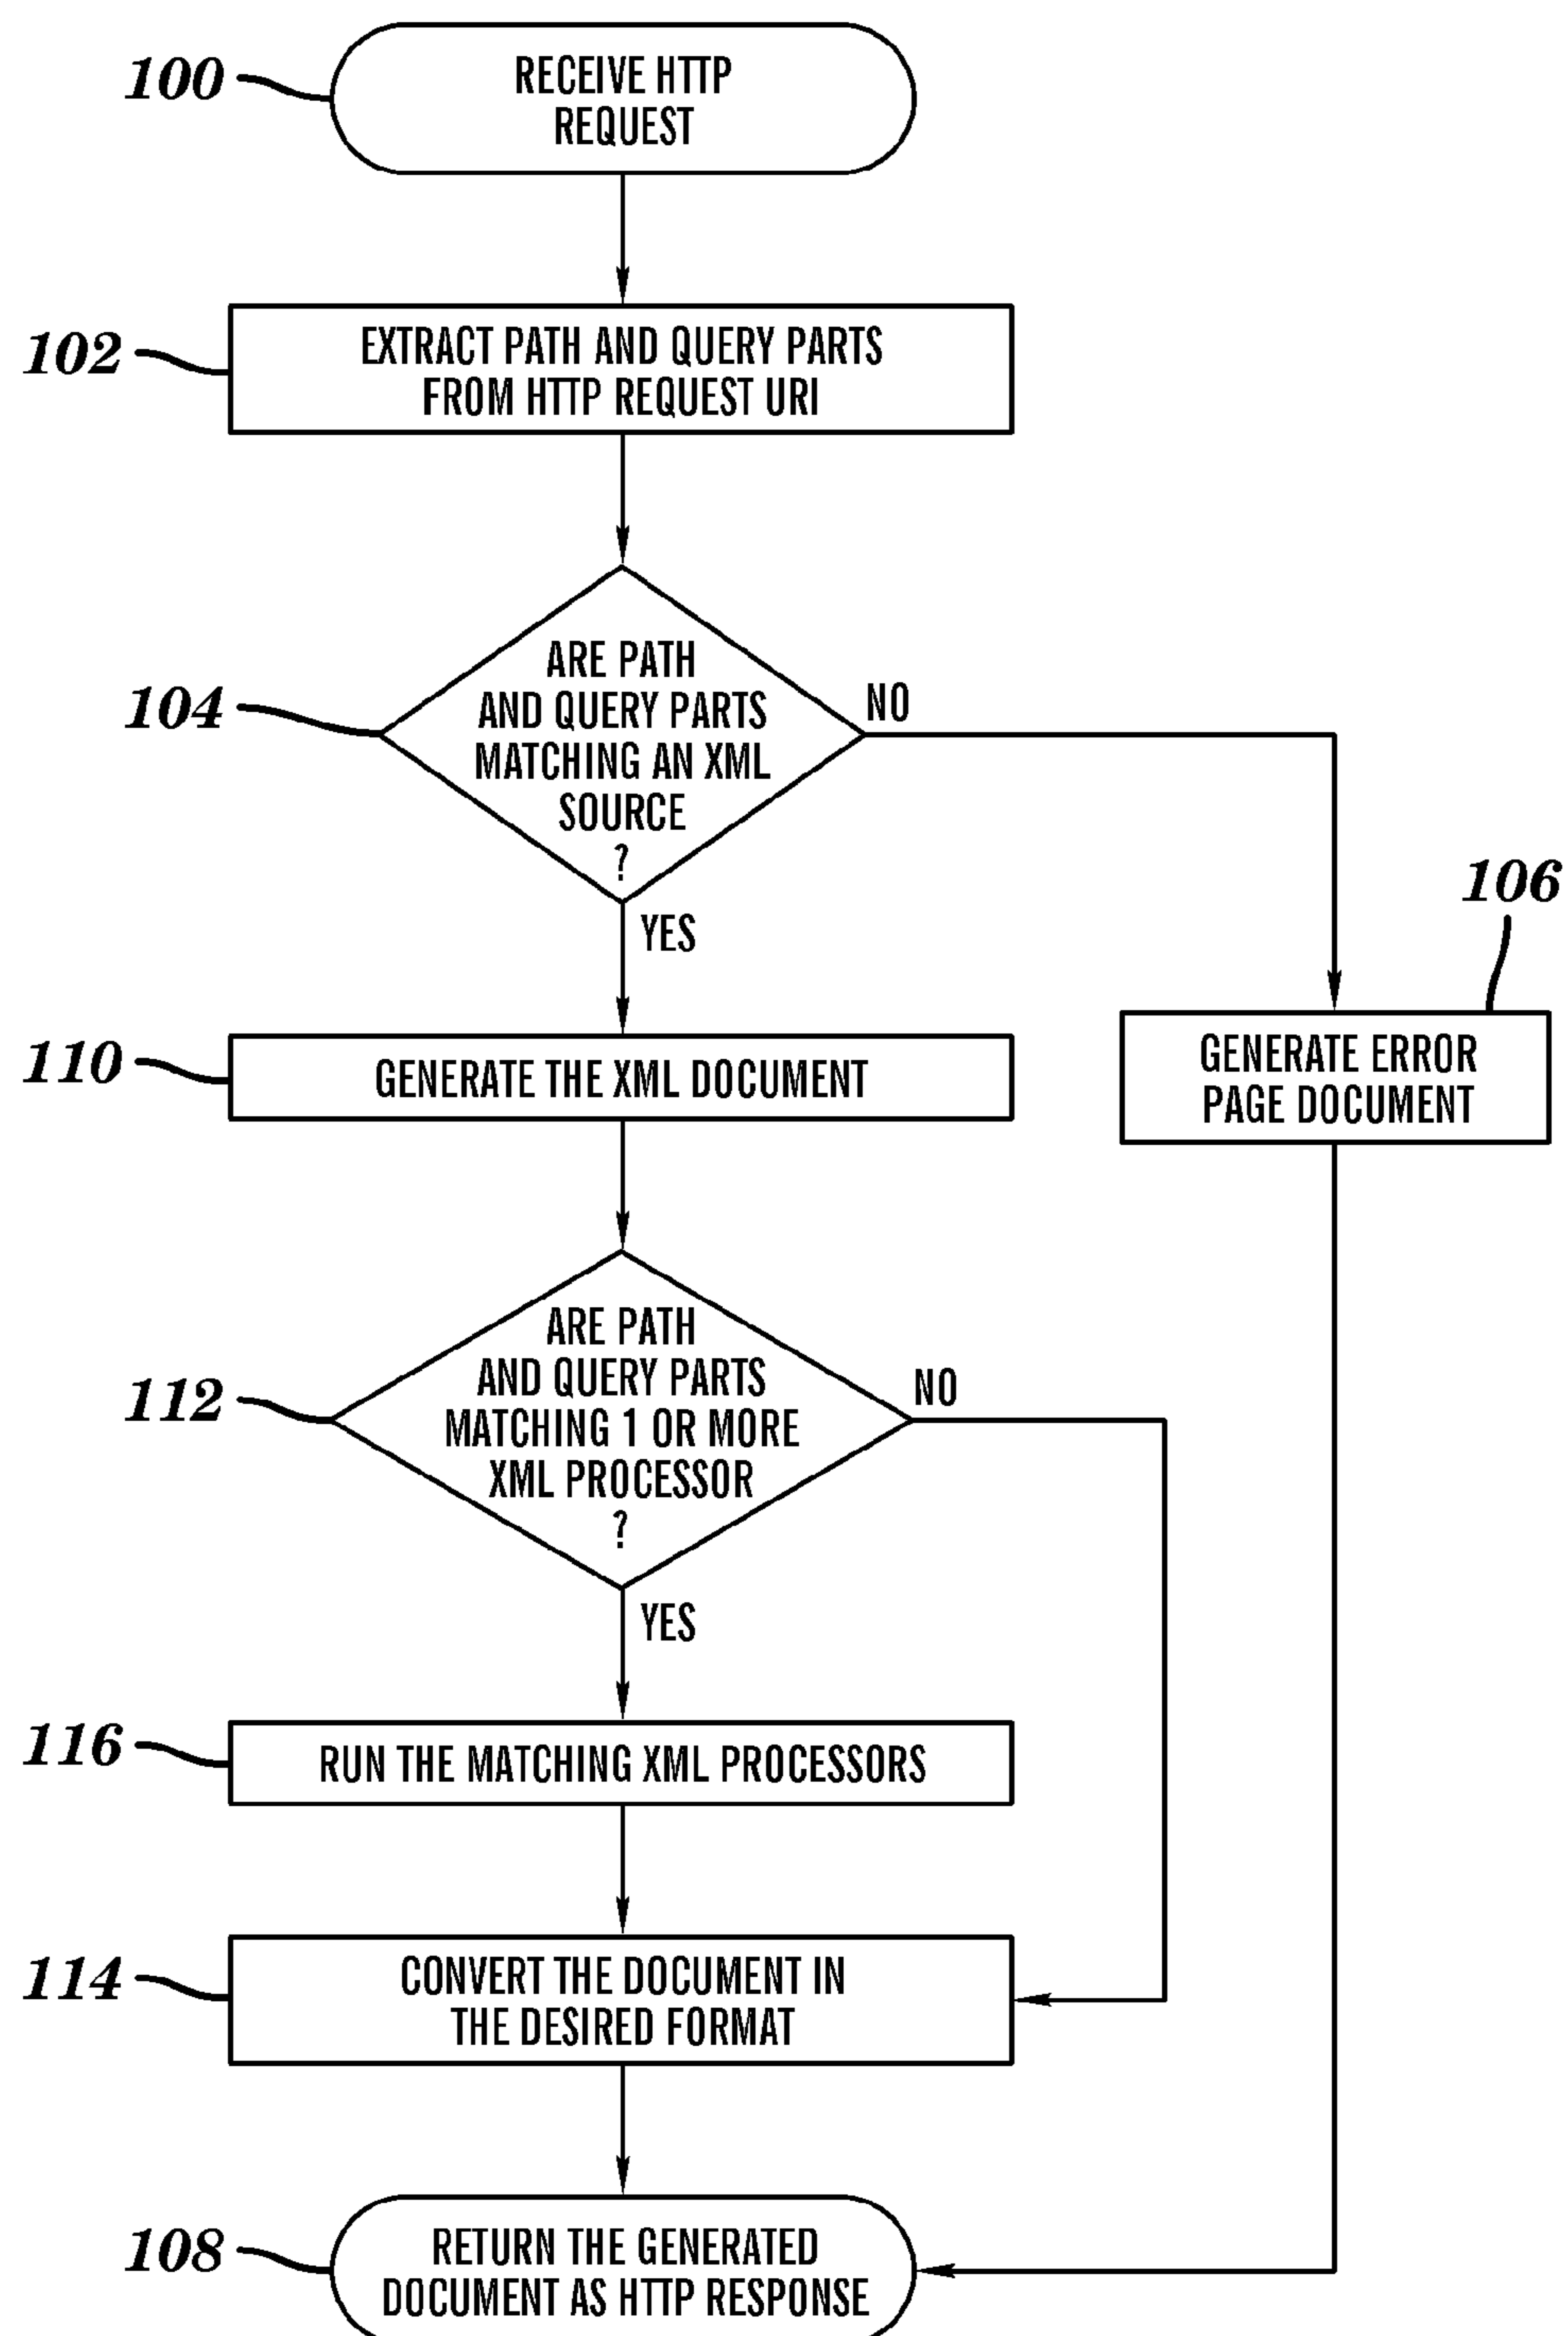 100
RECEIVE HTTP
REQUEST
102
EXTRACT PATH AND QUERY PARTS
FROM HTTP REQUEST URI
104
ARE PATH
AND QUERY PARTS
MATCHING AN XML
SOURCE
?
NO
YES
106
GENERATE ERROR
PAGE DOCUMENT
110
GENERATE THE XML DOCUMENT
112
ARE PATH
AND QUERY PARTS
MATCHING 1 OR MORE
XML PROCESSOR
?
NO
YES
116
RUN THE MATCHING XML PROCESSORS
114
CONVERT THE DOCUMENT IN
THE DESIRED FORMAT
108
RETURN THE GENERATED
DOCUMENT AS HTTP RESPONSE